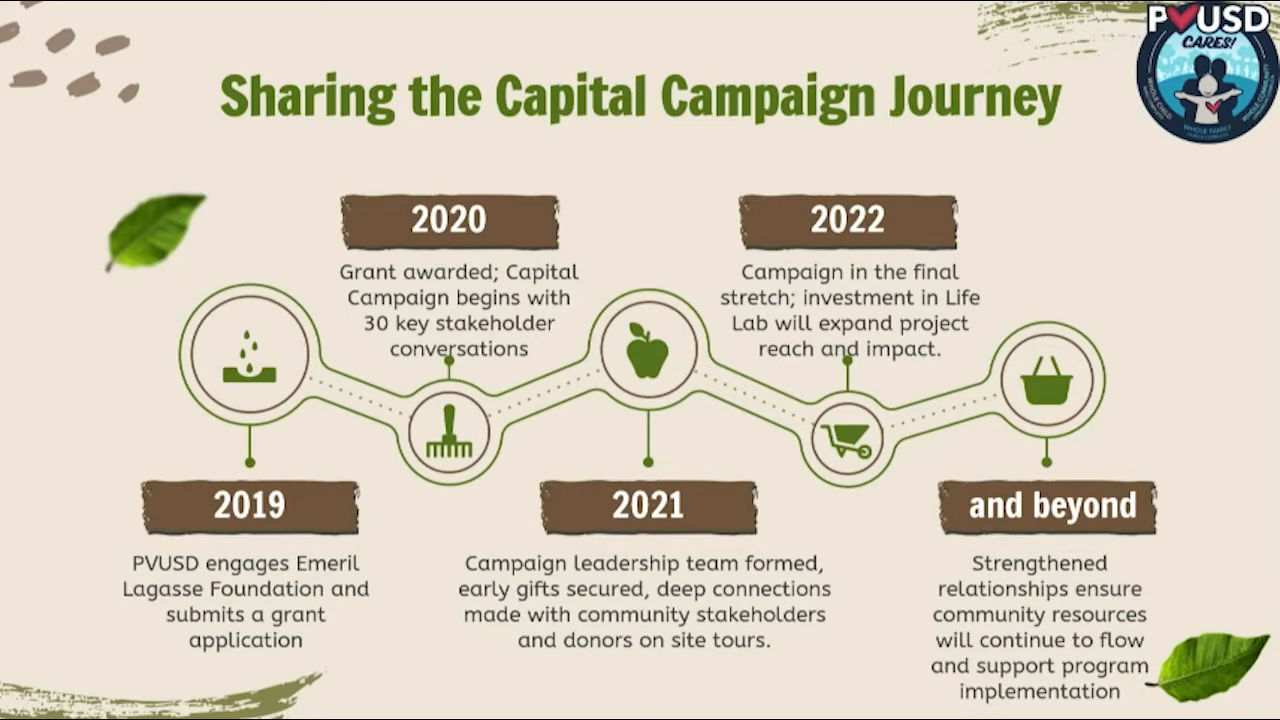 PVUSD
CARES!
WHOLE FAMILY
Sharing the Capital Campaign Journey
2020
Grant awarded; Capital
Campaign begins with
30 key stakeholder
conversations
2022
Campaign in the final
stretch; investment in Life
Lab will expand project
reach and impact.
2019
PVUSD engages Emeril
Lagasse Foundation and
submits a grant
application
2021
Campaign leadership team formed,
early gifts secured, deep connections
made with community stakeholders
and donors on site tours.
and beyond
Strengthened
relationships ensure
community resources
will continue to flow
and support program
implementation